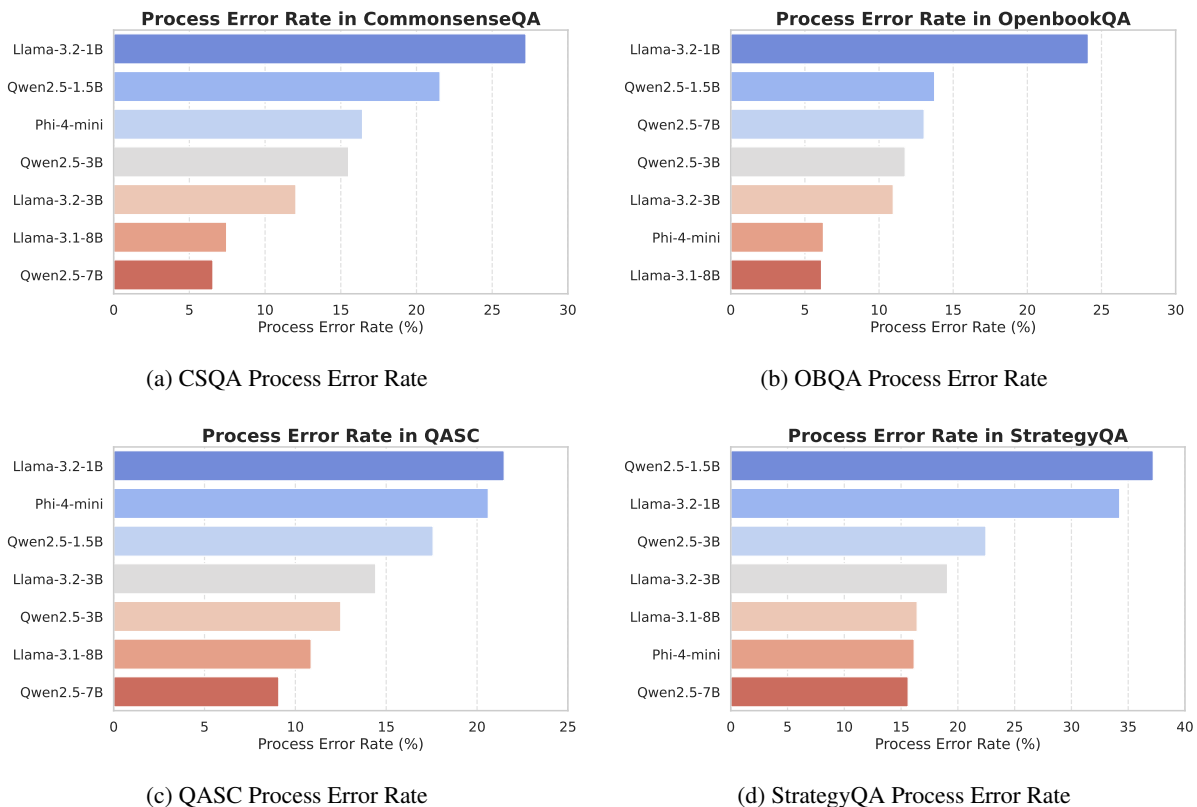 Process Error Rate in CommonsenseQA
Llama-3.2-1B
Qwen2.5-1.5B
Phi-4-mini
Qwen2.5-3B
Llama-3.2-3B
Llama-3.1-8B
Qwen2.5-7B
0 5 10 15 20 25 30
Process Error Rate (%)
(a) CSQA Process Error Rate
Process Error Rate in OpenbookQA
Llama-3.2-1B
Qwen2.5-1.5B
Qwen2.5-7B
Qwen2.5-3B
Llama-3.2-3B
Phi-4-mini
Llama-3.1-8B
0 5 10 15 20 25 30
Process Error Rate (%)
(b) OBQA Process Error Rate
Process Error Rate in QASC
Llama-3.2-1B
Phi-4-mini
Qwen2.5-1.5B
Llama-3.2-3B
Qwen2.5-3B
Llama-3.1-8B
Qwen2.5-7B
0 5 10 15 20 25
Process Error Rate (%)
(c) QASC Process Error Rate
Process Error Rate in StrategyQA
Qwen2.5-1.5B
Llama-3.2-1B
Qwen2.5-3B
Llama-3.2-3B
Llama-3.1-8B
Phi-4-mini
Qwen2.5-7B
0 5 10 15 20 25 30 35 40
Process Error Rate (%)
(d) StrategyQA Process Error Rate